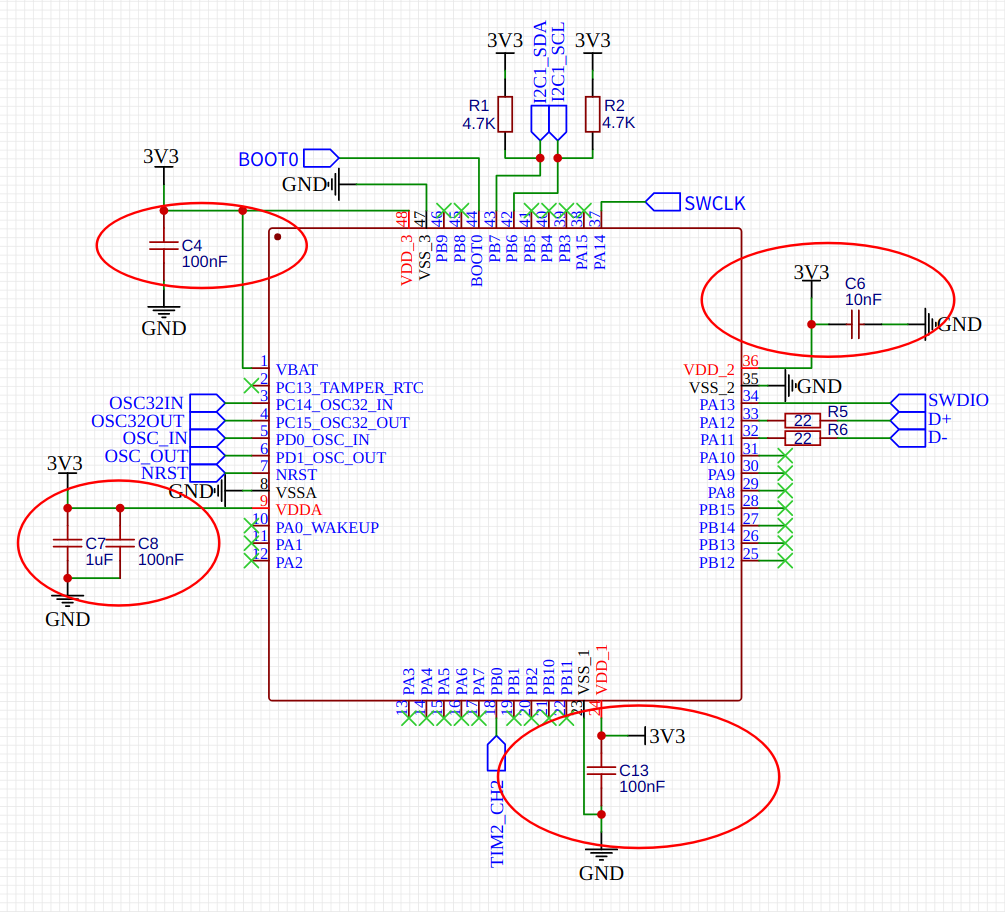 3V3
3V3
I2C1_SDA
I2C1_SCL
R1
4.7K
R2
4.7K
3V3
BOOT0
GND
SWCLK
48
47
46
45
44
43
42
41
40
39
38
37
VDD_3
VSS_3
PB9
PB8
BOOT0
PB7
PB6
PB5
PB4
PB3
PA15
PA14
C4
100nF
GND
3V3
C6
10nF
GND
1 VBAT
2 PC13_TAMPER_RTC
OSC32IN 3 PC14_OSC32_IN
OSC32OUT 4 PC15_OSC32_OUT
OSC_IN 5 PD0_OSC_IN
OSC_OUT 6 PD1_OSC_OUT
NRST 7 NRST
GND 8 VSSA
9 VDDA
10 PA0_WAKEUP
11 PA1
12 PA2
VDD_2 36
VSS_2 35 GND
PA13 34 SWDIO
PA12 33 22 R5 D+
PA11 32 22 R6 D-
PA10 31
PA9 30
PA8 29
PB15 28
PB14 27
PB13 26
PB12 25
3V3
C7
1uF
C8
100nF
GND
PA3
PA4
PA5
PA6
PA7
PB0
PB1
PB2
PB10
PB11
VSS_1
VDD_1
13
14
15
16
17
18
19
20
21
22
23
24
3V3
C13
100nF
TIM2_CH2
GND